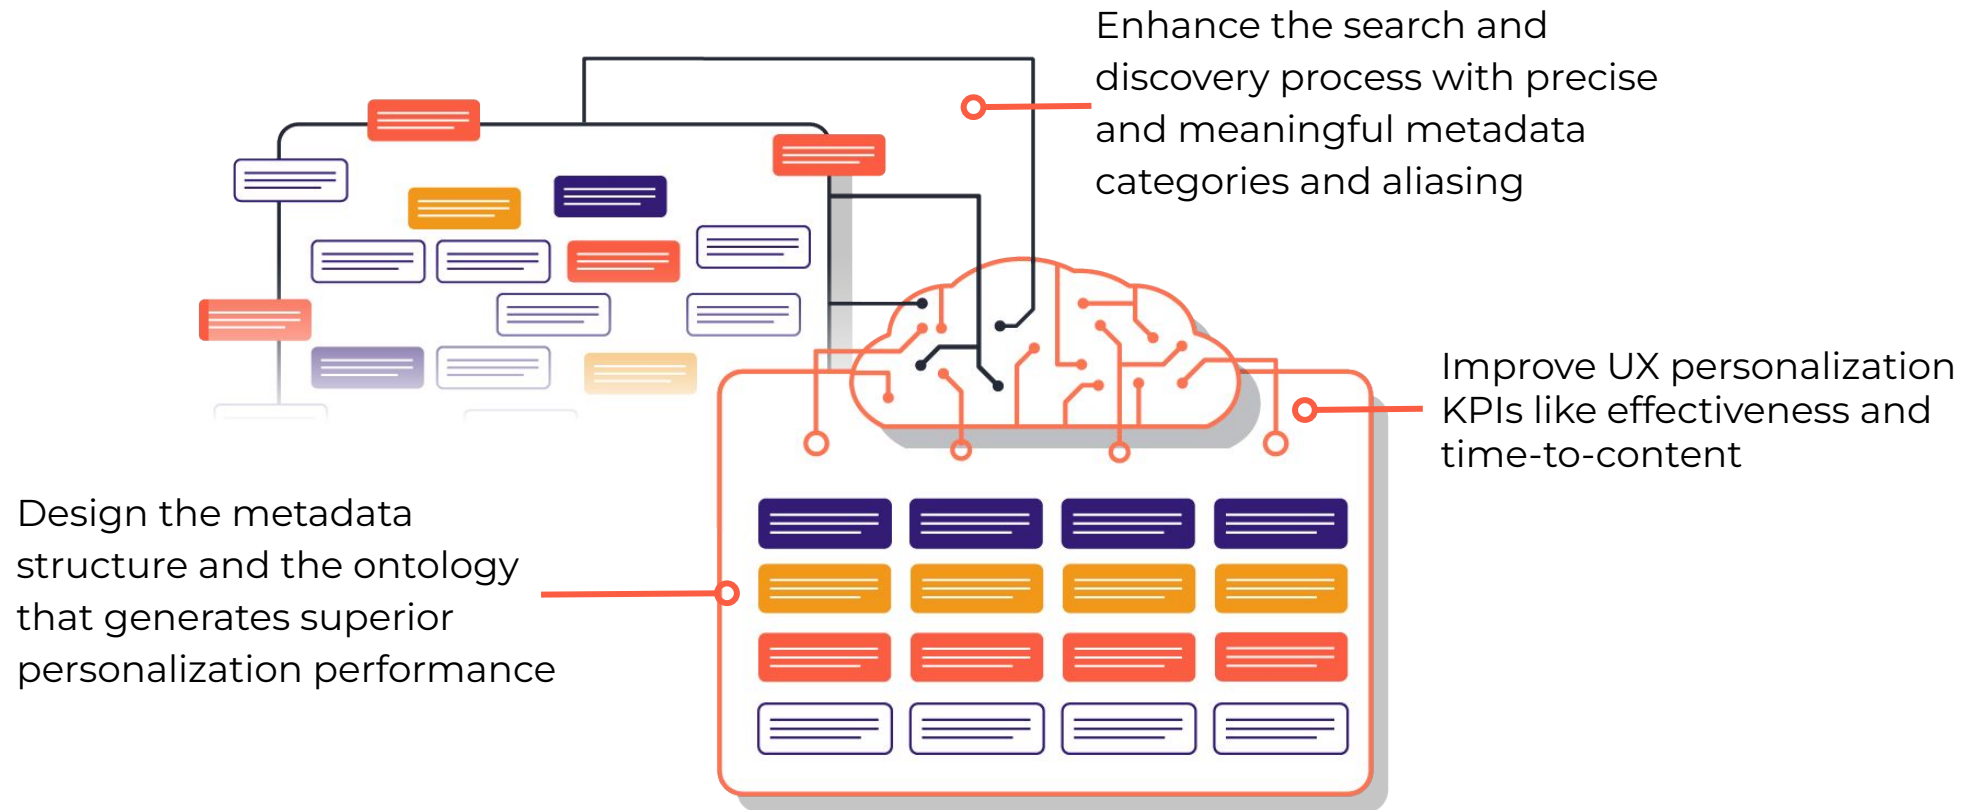 Enhance the search and
discovery process with precise
and meaningful metadata
categories and aliasing
Improve UX personalization
KPIs like effectiveness and
time-to-content
Design the metadata
structure and the ontology
that generates superior
personalization performance